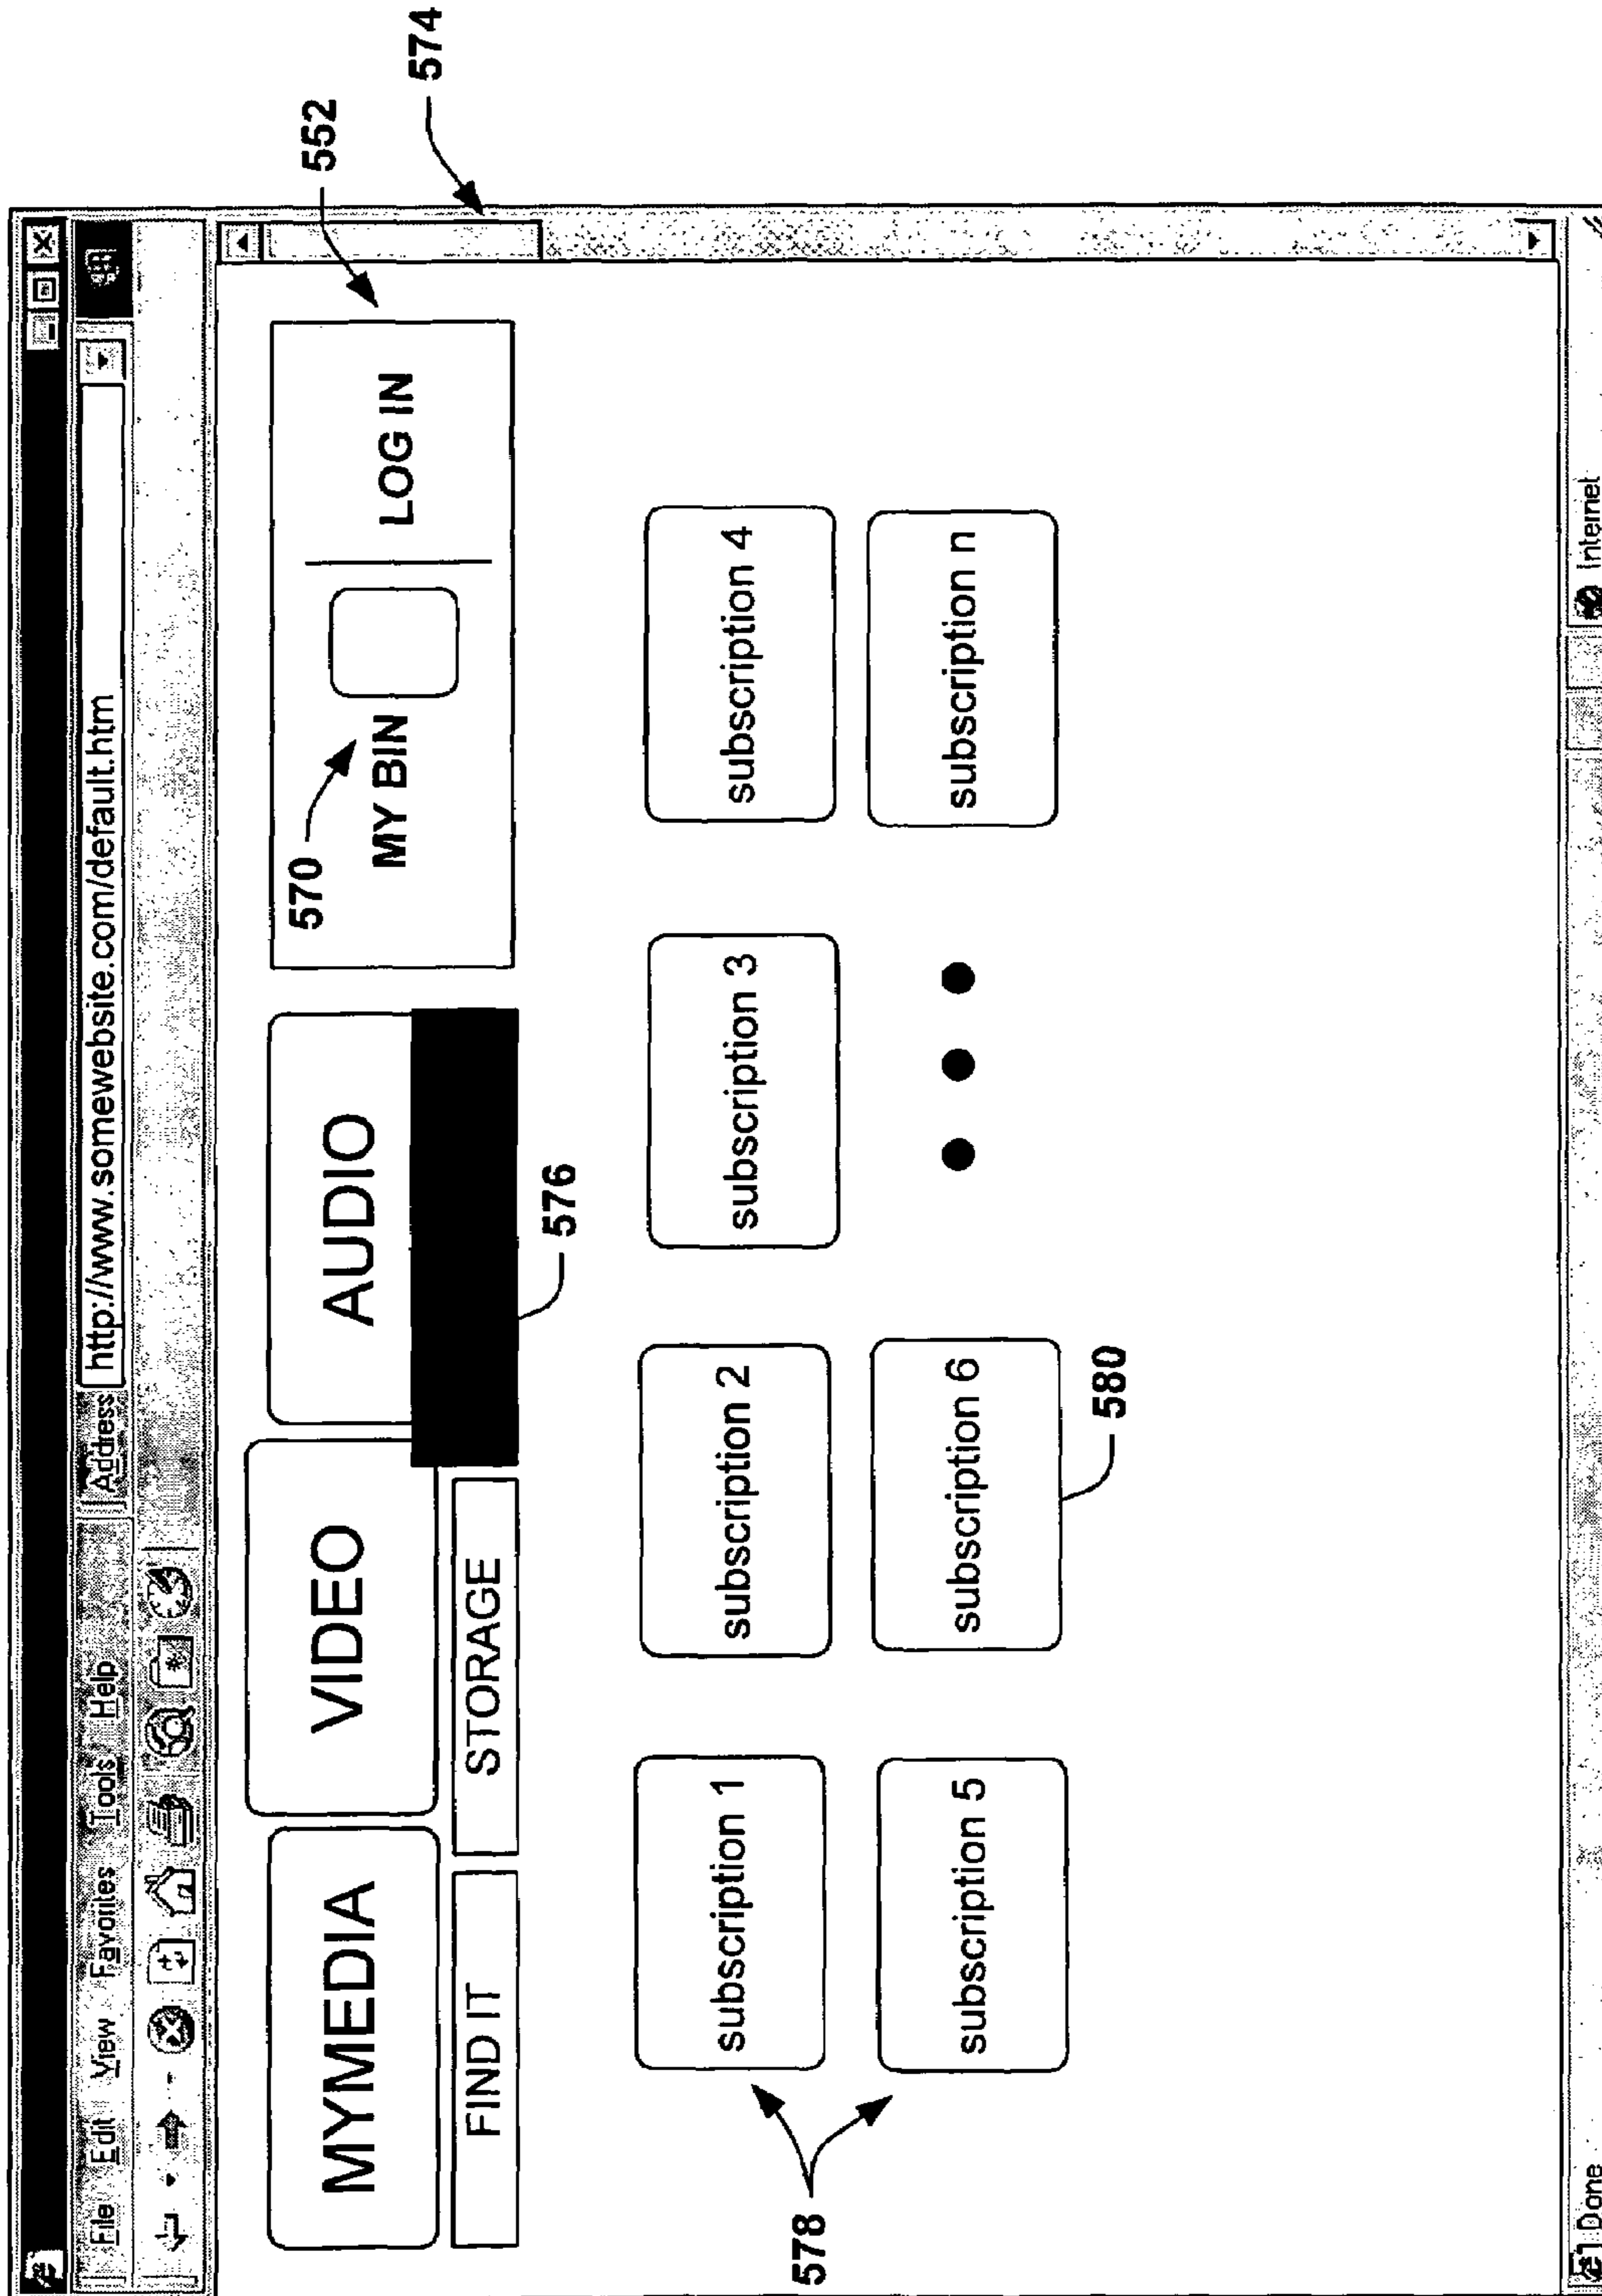 File Edit View Favorites Tools Help
Address http://www.somewebsite.com/default.htm
552
574
MYMEDIA
VIDEO
AUDIO
570
MY BIN
LOG IN
FIND IT
STORAGE
576
subscription 1
subscription 2
subscription 3
subscription 4
578
subscription 5
subscription 6
subscription n
580
Done
Internet